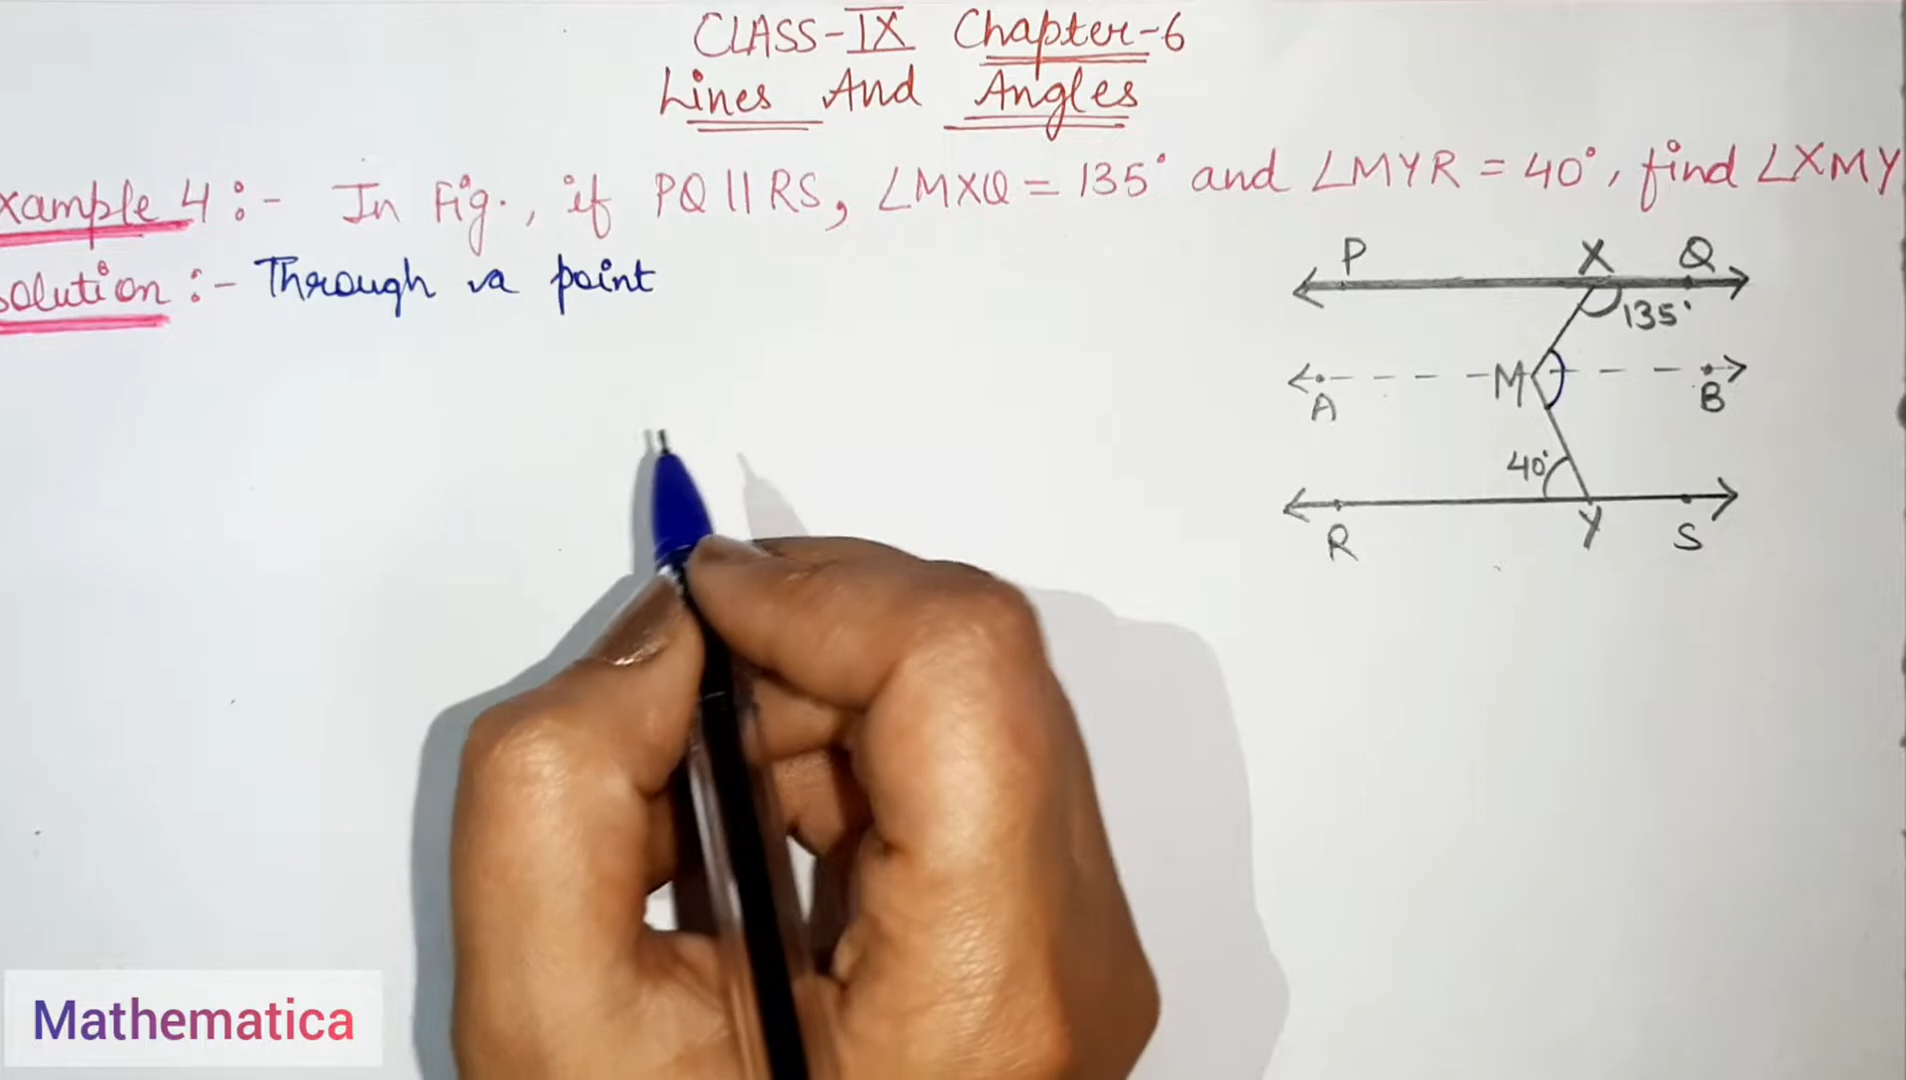 CLASS-IX Chapter-6
Lines And Angles
xample 4 :- In Fig., if PQ || RS, ∠MXQ = 135° and ∠MYR = 40°, find ∠XMY
solution :- Through a point
P X Q
135°
A M B
40°
R Y S
Mathematica